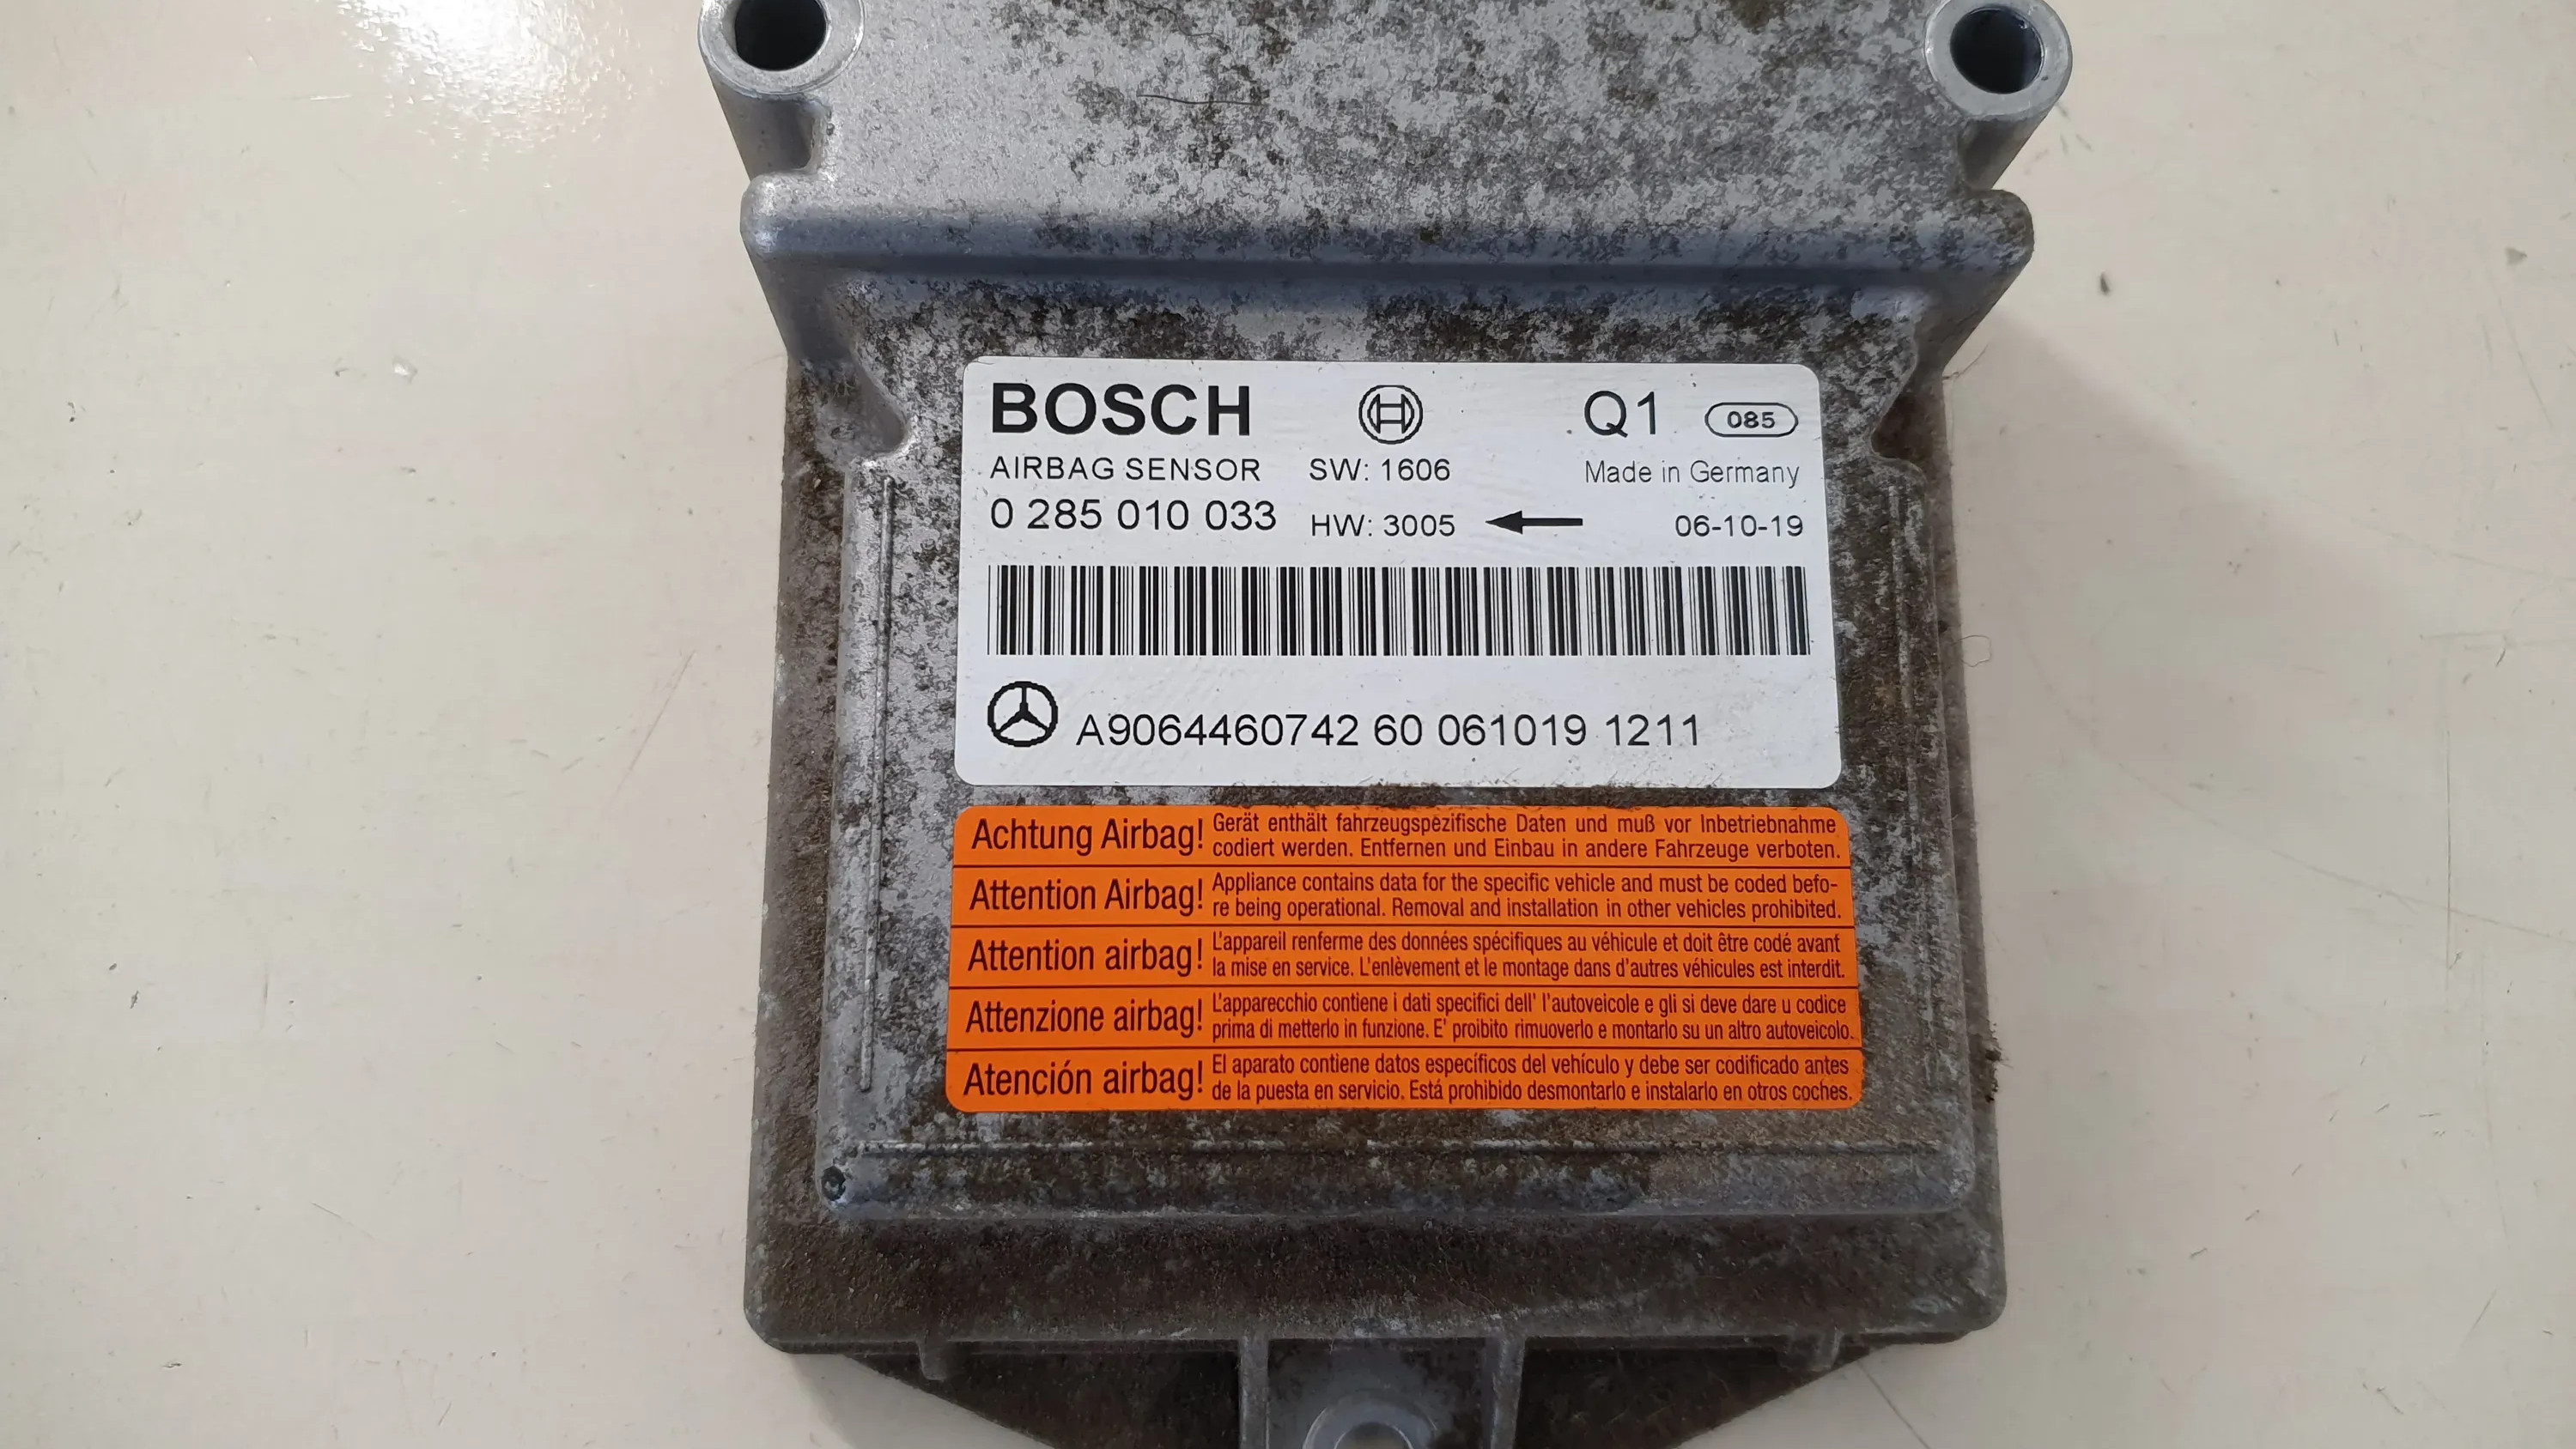 BOSCH Q1 085
AIRBAG SENSOR SW: 1606 Made in Germany
0 285 010 033 HW: 3005 06-10-19
A9064460742 60 061019 1211
Achtung Airbag! Gerät enthält fahrzeugspezifische Daten und muß vor Inbetriebnahme
codiert werden. Entfernen und Einbau in andere Fahrzeuge verboten.
Attention Airbag! Appliance contains data for the specific vehicle and must be coded befo-
re being operational. Removal and installation in other vehicles prohibited.
Attention airbag! L'appareil renferme des données spécifiques au véhicule et doit être codé avant
la mise en service. L'enlèvement et le montage dans d'autres véhicules est interdit.
Attenzione airbag! L'apparecchio contiene i dati specifici dell' l'autoveicole e gli si deve dare u codice
prima di metterlo in funzione. E' proibito rimuoverlo e montarlo su un altro autoveicolo.
Atención airbag! El aparato contiene datos específicos del vehículo y debe ser codificado antes
de la puesta en servicio. Está prohibido desmontarlo e instalarlo en otros coches.